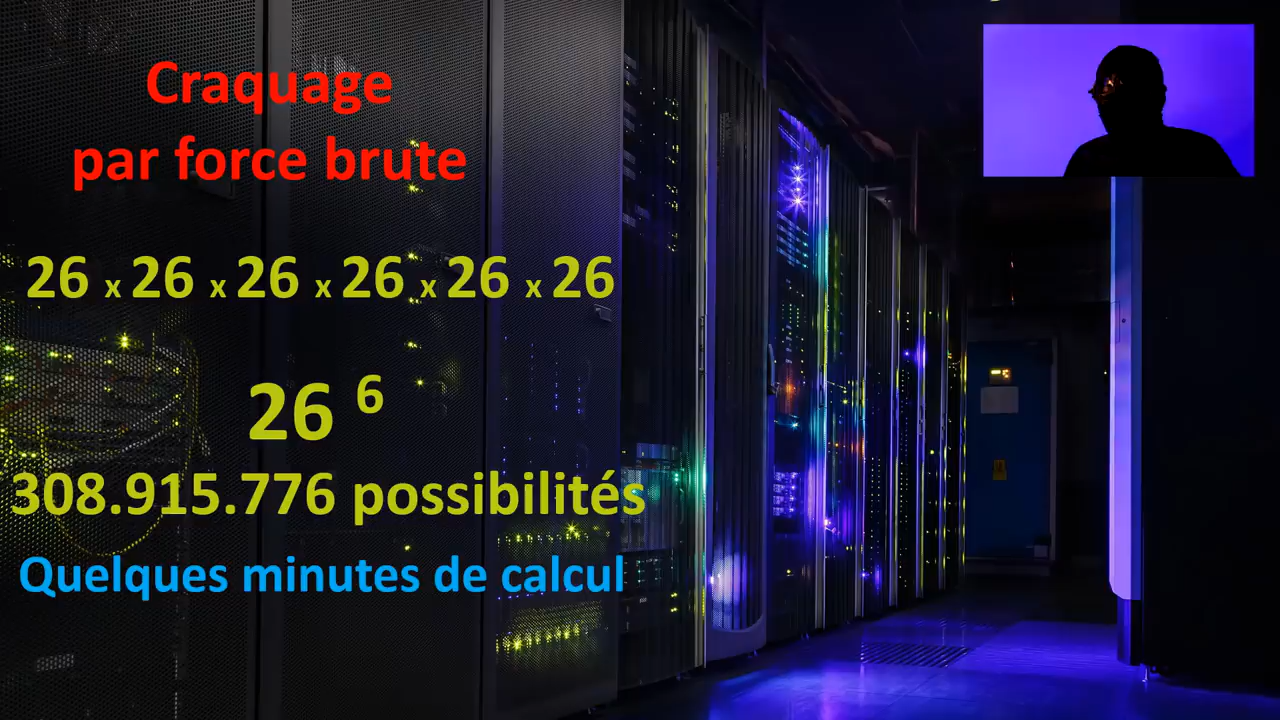 Craquage
par force brute
26 x 26 x 26 x 26 x 26 x 26
26 6
308.915.776 possibilités
Quelques minutes de calcul